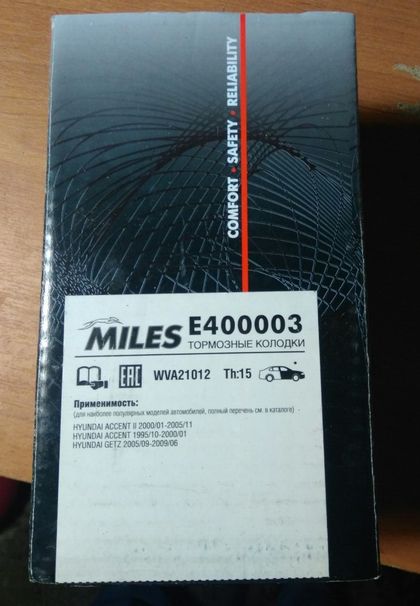 COMFORT • SAFETY • RELIABILITY
MILES E400003
ТОРМОЗНЫЕ КОЛОДКИ
EAC WVA21012 Th:15
Применимость:
(для наиболее популярных моделей автомобилей, полный перечень см. в каталоге)
HYUNDAI ACCENT II 2000/01-2005/11
HYUNDAI ACCENT 1995/10-2000/01
HYUNDAI GETZ 2005/09-2009/06